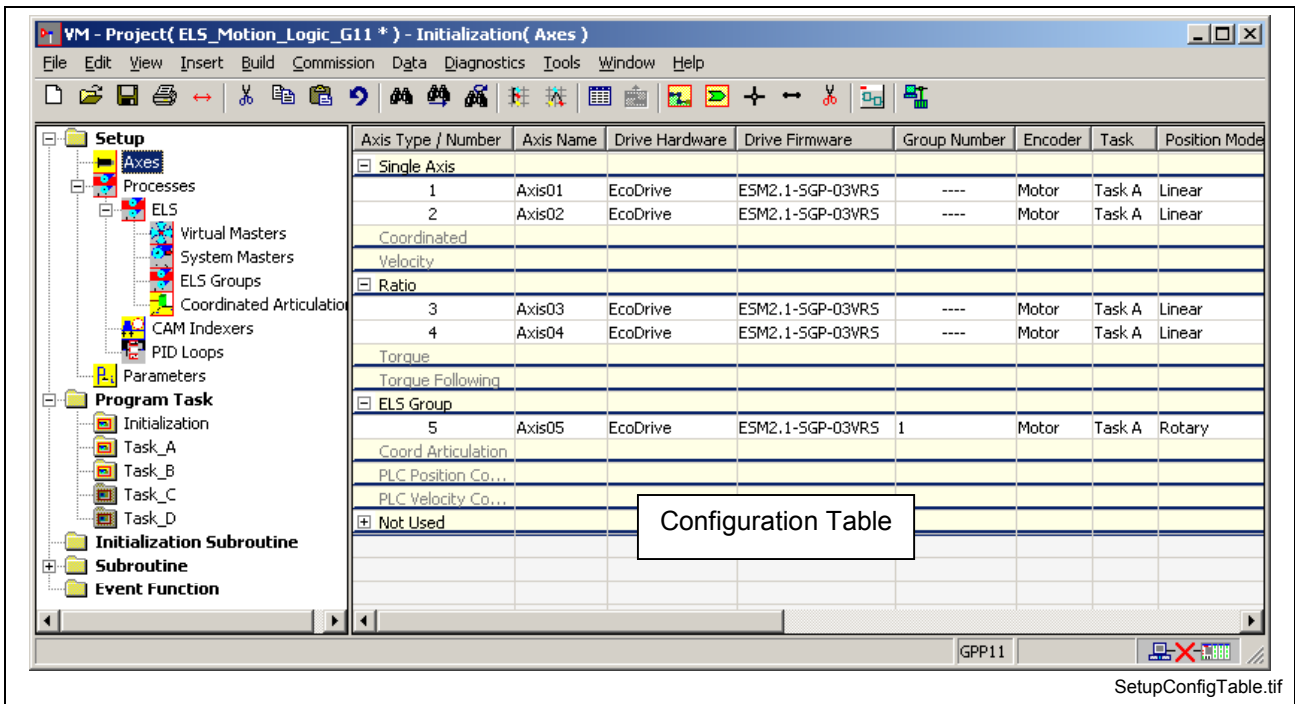 VM - Project( ELS_Motion_Logic_G11 * ) - Initialization( Axes )
File Edit View Insert Build Commission Data Diagnostics Tools Window Help
Setup
Axes
Processes
ELS
Virtual Masters
System Masters
ELS Groups
Coordinated Articulation
CAM Indexers
PID Loops
Parameters
Program Task
Initialization
Task_A
Task_B
Task_C
Task_D
Initialization Subroutine
Subroutine
Event Function
Axis Type / Number Axis Name Drive Hardware Drive Firmware Group Number Encoder Task Position Mode
Single Axis
1 Axis01 EcoDrive ESM2.1-SGP-03VRS ---- Motor Task A Linear
2 Axis02 EcoDrive ESM2.1-SGP-03VRS ---- Motor Task A Linear
Coordinated
Velocity
Ratio
3 Axis03 EcoDrive ESM2.1-SGP-03VRS ---- Motor Task A Linear
4 Axis04 EcoDrive ESM2.1-SGP-03VRS ---- Motor Task A Linear
Torque
Torque Following
ELS Group
5 Axis05 EcoDrive ESM2.1-SGP-03VRS 1 Motor Task A Rotary
Coord Articulation
PLC Position Co...
PLC Velocity Co...
Not Used
Configuration Table
GPP11
SetupConfigTable.tif